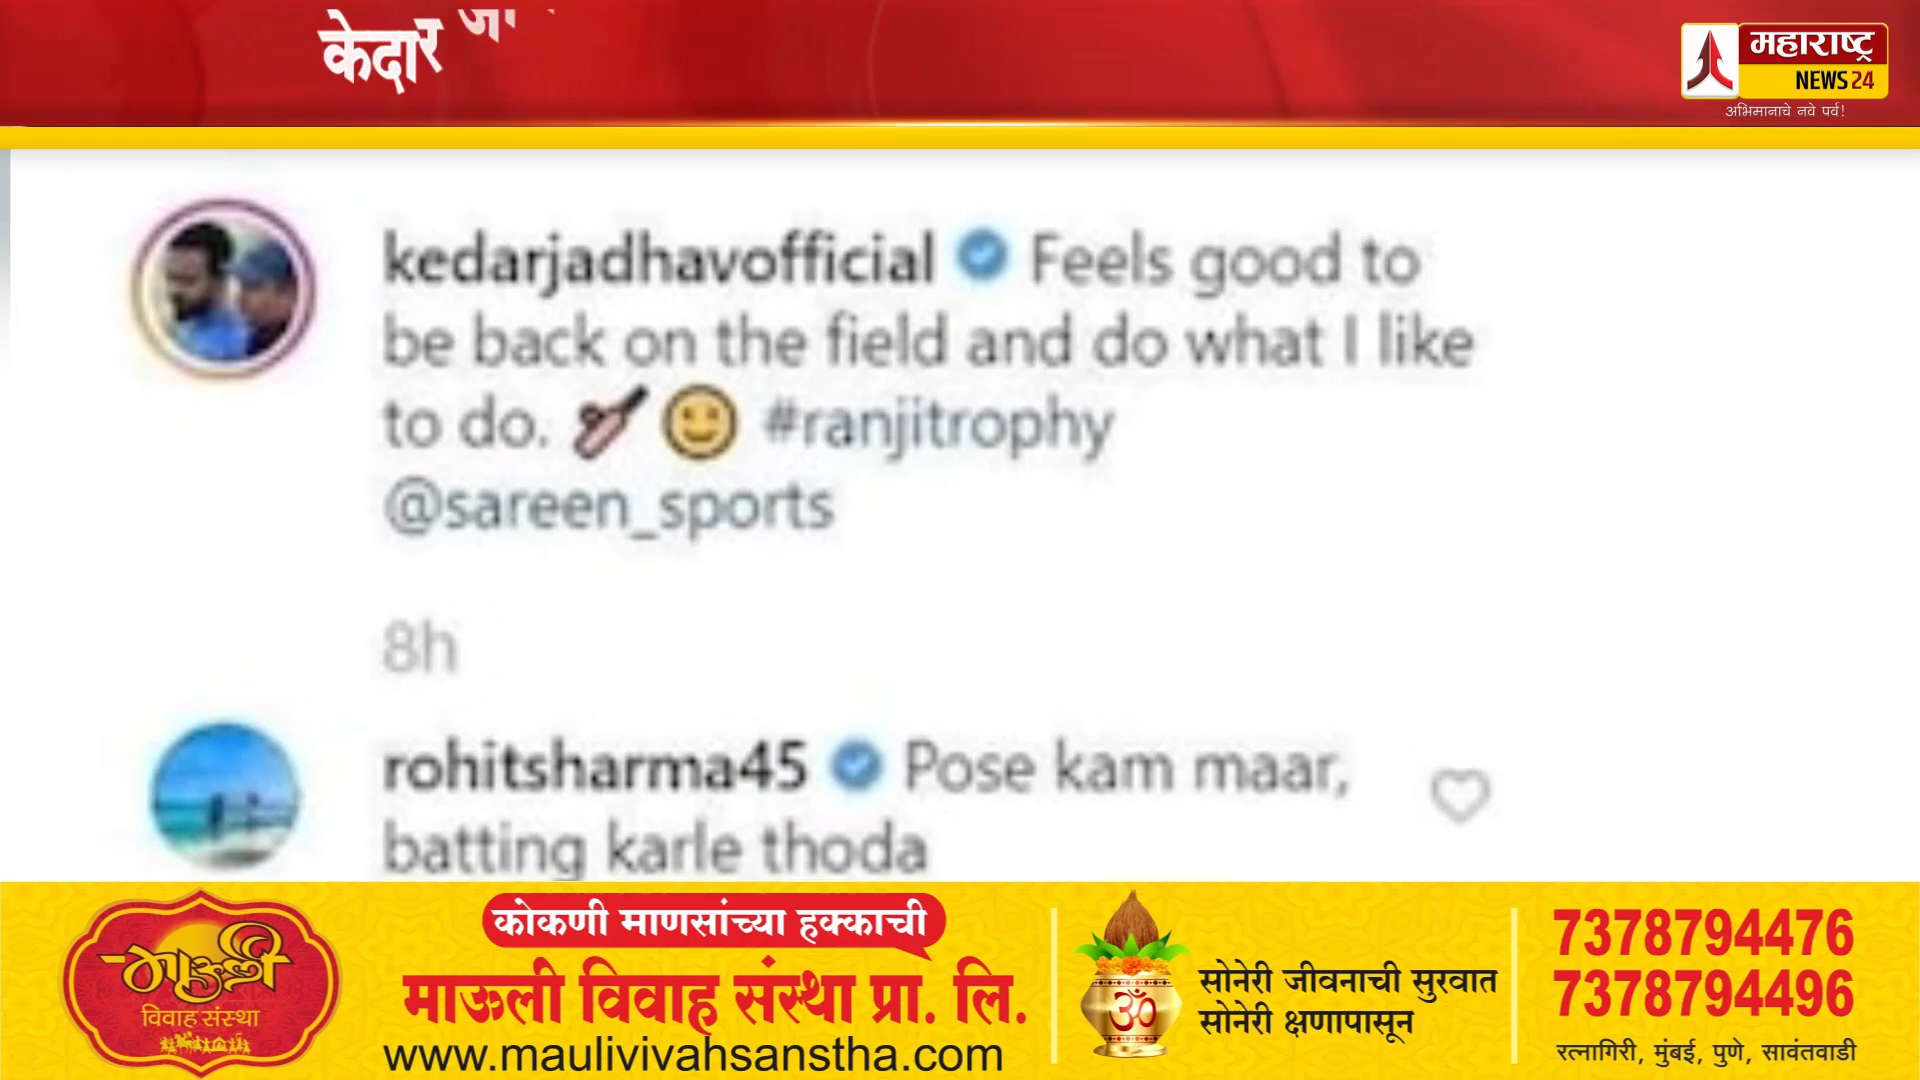 केदार
महाराष्ट्र
NEWS 24
अभिमानाचे नवे पर्व!
kedarjadhavofficial Feels good to
be back on the field and do what I like
to do. #ranjitrophy
@sareen_sports
8h
rohitsharma45 Pose kam maar,
batting karle thoda
माऊली
विवाह संस्था
कोकणी माणसांच्या हक्काची
माऊली विवाह संस्था प्रा. लि.
www.maulivivahsanstha.com
ॐ
सोनेरी जीवनाची सुरवात
सोनेरी क्षणापासून
7378794476
7378794496
रत्नागिरी, मुंबई, पुणे, सावंतवाडी